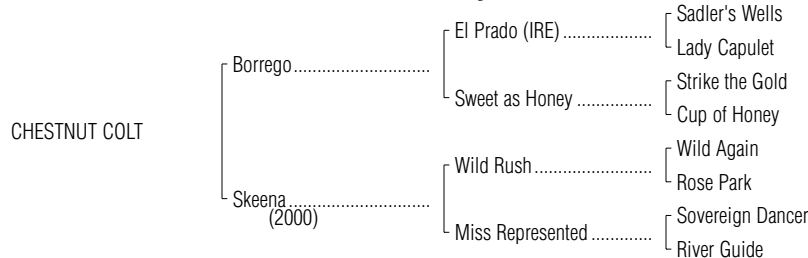 Sadler's Wells
El Prado (IRE) ..................
Lady Capulet
Borrego...........................
Strike the Gold
Sweet as Honey ...............
Cup of Honey
CHESTNUT COLT
Wild Again
Wild Rush.......................
Rose Park
Skeena............................
(2000)
Sovereign Dancer
Miss Represented ............
River Guide